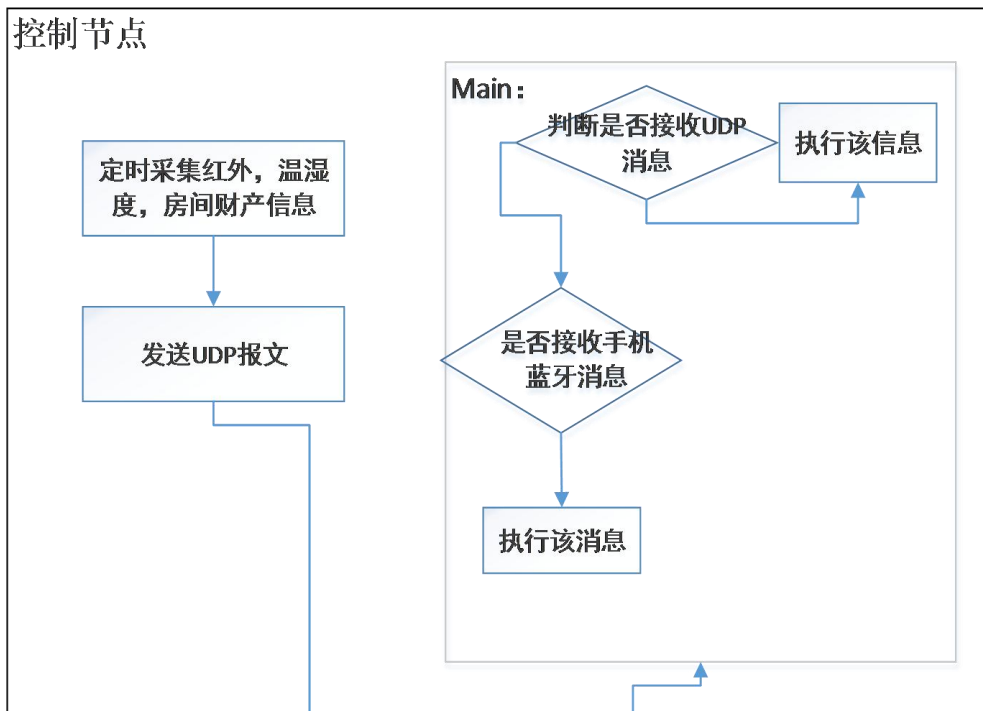 控制节点
Main：
判断是否接收UDP
消息
执行该信息
定时采集红外，温湿
度，房间财产信息
发送UDP报文
是否接收手机
蓝牙消息
执行该消息